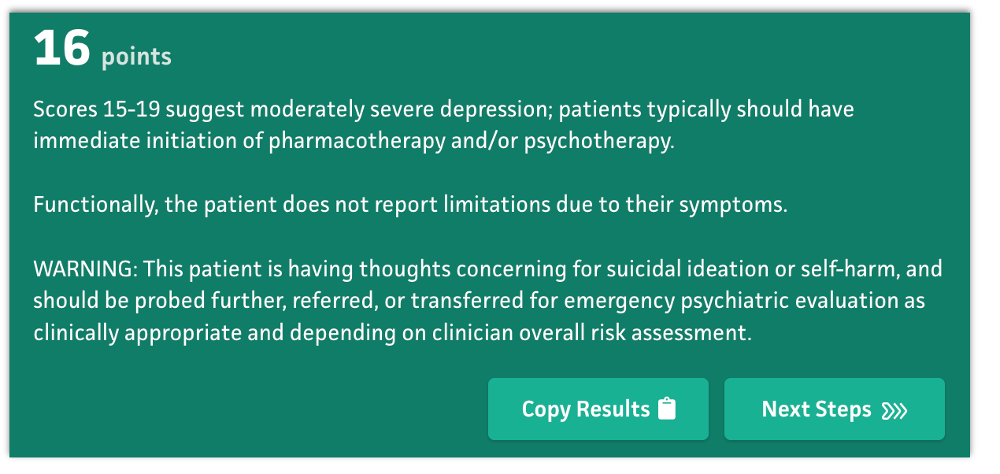 16 points
Scores 15-19 suggest moderately severe depression; patients typically should have
immediate initiation of pharmacotherapy and/or psychotherapy.
Functionally, the patient does not report limitations due to their symptoms.
WARNING: This patient is having thoughts concerning for suicidal ideation or self-harm, and
should be probed further, referred, or transferred for emergency psychiatric evaluation as
clinically appropriate and depending on clinician overall risk assessment.
Copy Results Next Steps